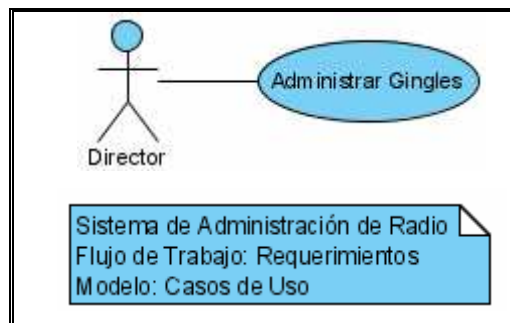 Administrar Gingles
Director
Sistema de Administración de Radio
Flujo de Trabajo: Requerimientos
Modelo: Casos de Uso